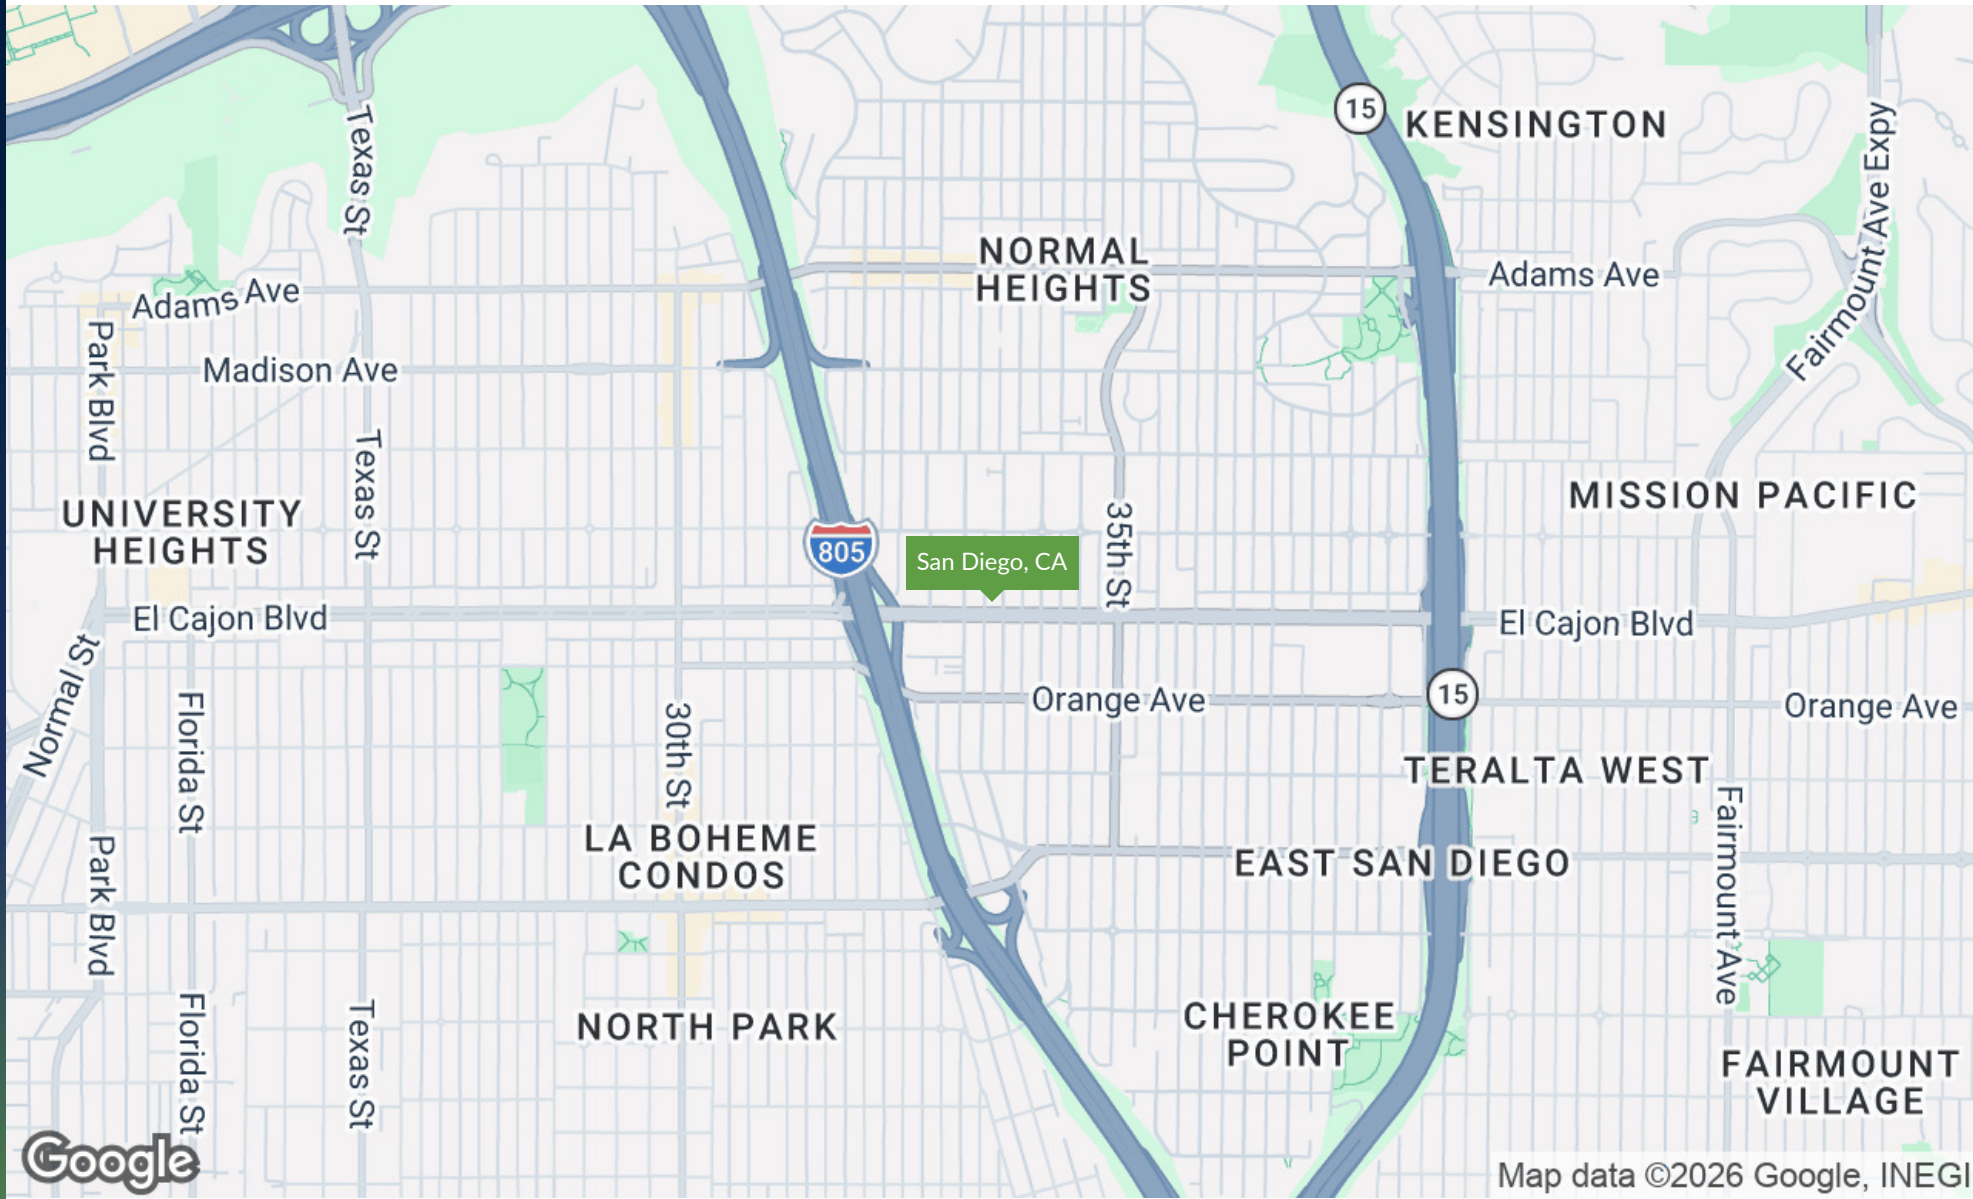 15
KENSINGTON
Texas St
Fairmount Ave Expy
NORMAL
HEIGHTS
Adams Ave
Adams Ave
Park Blvd
Madison Ave
Texas St
UNIVERSITY
HEIGHTS
MISSION PACIFIC
805
San Diego, CA
35th St
El Cajon Blvd
El Cajon Blvd
Normal St
Florida St
30th St
Orange Ave
15
Orange Ave
TERALTA WEST
LA BOHEME
CONDOS
EAST SAN DIEGO
Park Blvd
Fairmount Ave
NORTH PARK
CHEROKEE
POINT
Florida St
Texas St
FAIRMOUNT
VILLAGE
Google
Map data ©2026 Google, INEGI